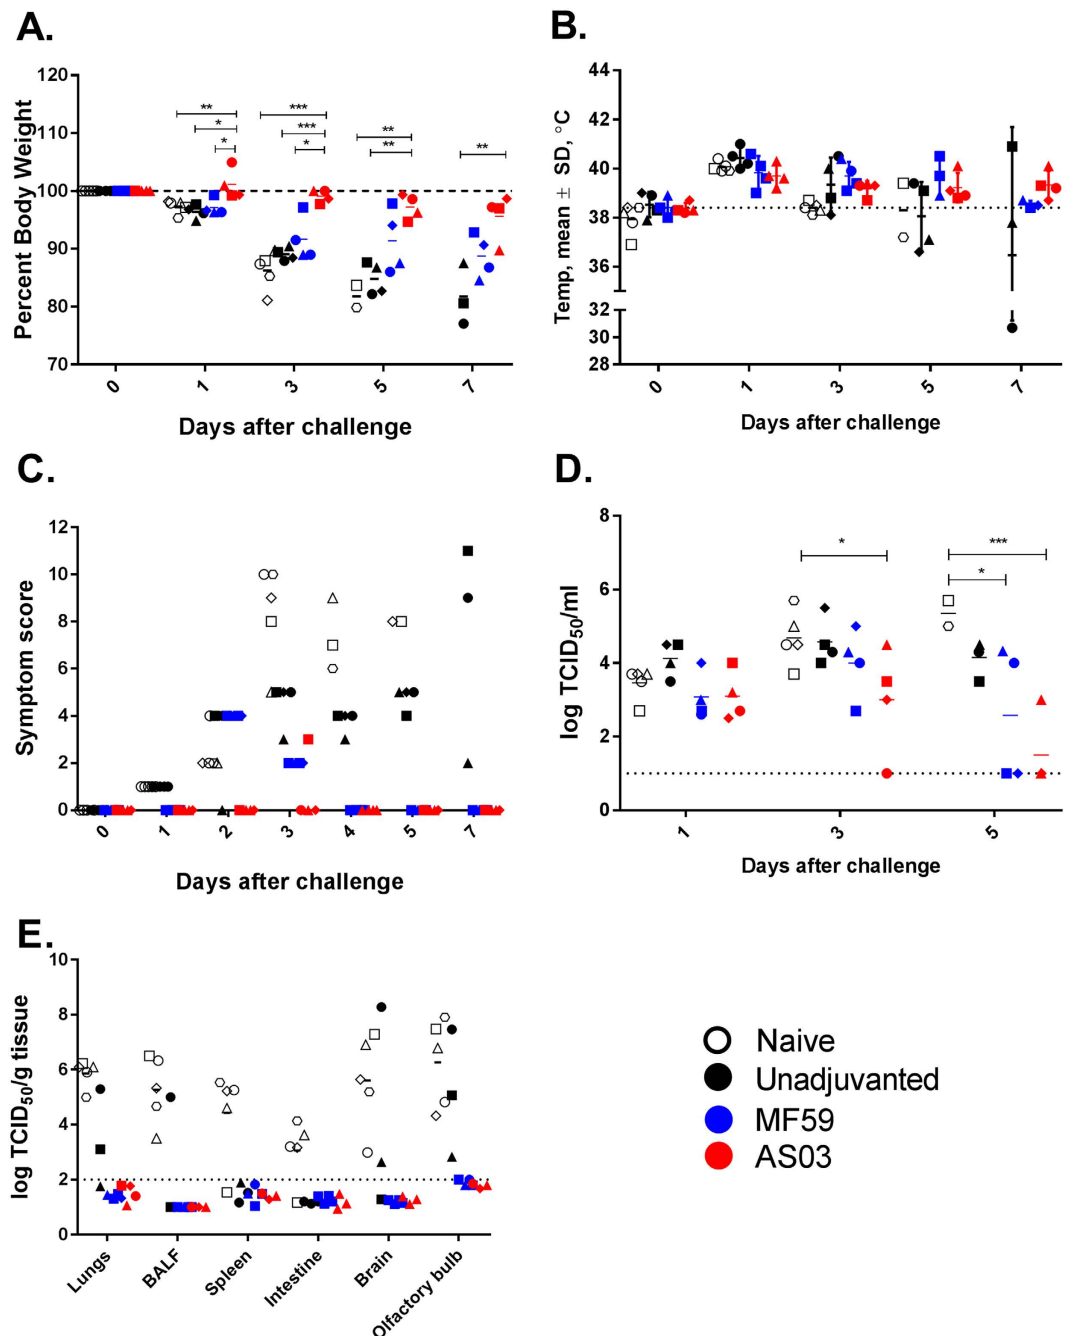 A.
120
110
100
90
80
70
Percent Body Weight
** * * *** *** * ** ** **
0 1 3 5 7
Days after challenge
B.
44
42
40
38
36
32
30
28
Temp, mean ± SD, °C
0 1 3 5 7
Days after challenge
C.
12
10
8
6
4
2
0
Symptom score
0 1 2 3 4 5 7
Days after challenge
D.
8
6
4
2
0
log TCID50/ml
* *** *
1 3 5
Days after challenge
E.
10
8
6
4
2
0
log TCID50/g tissue
Lungs
BALF
Spleen
Intestine
Brain
Olfactory bulb
Naive
Unadjuvanted
MF59
AS03